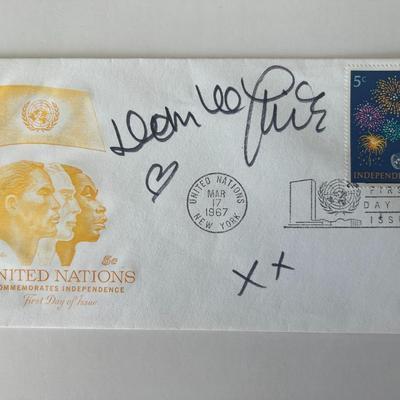 5c
INDEPENDEN
UNITED NATIONS
MAR
17
1967
NEW YORK
FIRS
DAY
ISSU
5c
UNITED NATIONS
COMMEMORATES INDEPENDENCE
First Day of Issue
x+